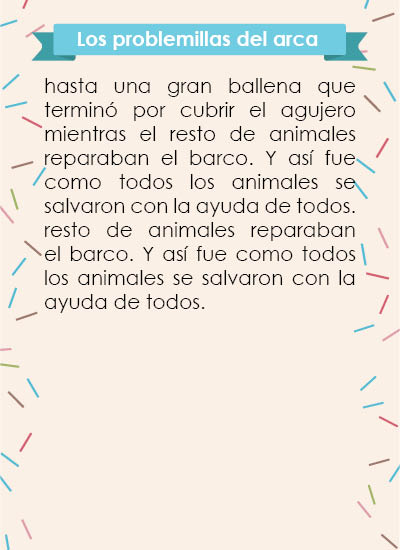 Los problemillas del arca
hasta una gran ballena que
terminó por cubrir el agujero
mientras el resto de animales
reparaban el barco. Y así fue
como todos los animales se
salvaron con la ayuda de todos.
resto de animales reparaban
el barco. Y así fue como todos
los animales se salvaron con la
ayuda de todos.